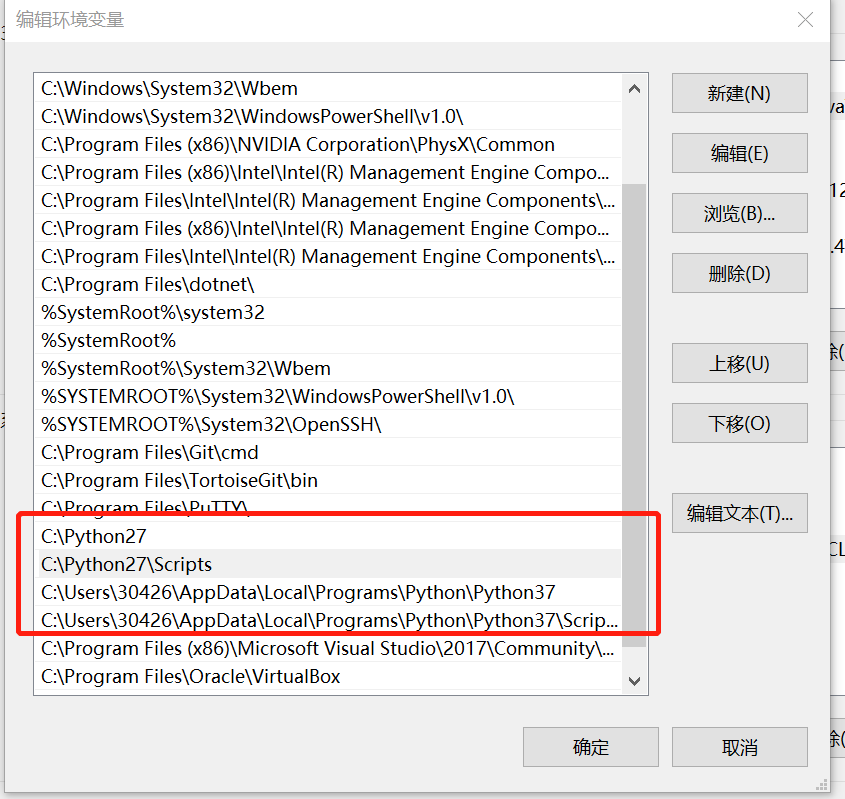 编辑环境变量
C:\Windows\System32\Wbem
C:\Windows\System32\WindowsPowerShell\v1.0\
C:\Program Files (x86)\NVIDIA Corporation\PhysX\Common
C:\Program Files (x86)\Intel\Intel(R) Management Engine Compo...
C:\Program Files\Intel\Intel(R) Management Engine Components\...
C:\Program Files (x86)\Intel\Intel(R) Management Engine Compo...
C:\Program Files\Intel\Intel(R) Management Engine Components\...
C:\Program Files\dotnet\
%SystemRoot%\system32
%SystemRoot%
%SystemRoot%\System32\Wbem
%SYSTEMROOT%\System32\WindowsPowerShell\v1.0\
%SYSTEMROOT%\System32\OpenSSH\
C:\Program Files\Git\cmd
C:\Program Files\TortoiseGit\bin
C:\Program Files\PuTTY\
C:\Python27
C:\Python27\Scripts
C:\Users\30426\AppData\Local\Programs\Python\Python37
C:\Users\30426\AppData\Local\Programs\Python\Python37\Scrip...
C:\Program Files (x86)\Microsoft Visual Studio\2017\Community\...
C:\Program Files\Oracle\VirtualBox
新建(N)
编辑(E)
浏览(B)...
删除(D)
上移(U)
下移(O)
编辑文本(T)...
确定
取消
va
12
.4
除(
CL
除(